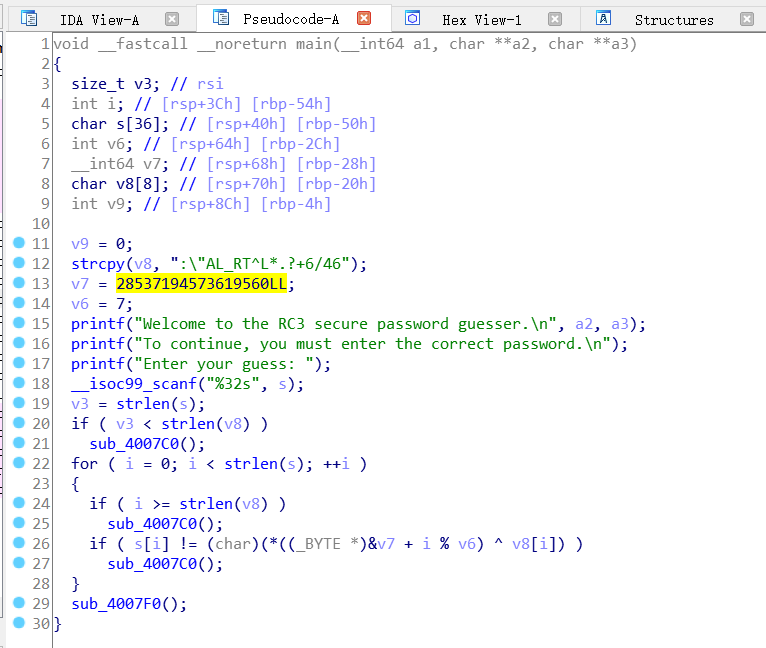 IDA View-A Pseudocode-A Hex View-1 Structures
1 void __fastcall __noreturn main(__int64 a1, char **a2, char **a3)
2 {
3 size_t v3; // rsi
4 int i; // [rsp+3Ch] [rbp-54h]
5 char s[36]; // [rsp+40h] [rbp-50h]
6 int v6; // [rsp+64h] [rbp-2Ch]
7 __int64 v7; // [rsp+68h] [rbp-28h]
8 char v8[8]; // [rsp+70h] [rbp-20h]
9 int v9; // [rsp+8Ch] [rbp-4h]
10
11 v9 = 0;
12 strcpy(v8, ":\"AL_RT^L*.?+6/46");
13 v7 = 28537194573619560LL;
14 v6 = 7;
15 printf("Welcome to the RC3 secure password guesser.\n", a2, a3);
16 printf("To continue, you must enter the correct password.\n");
17 printf("Enter your guess: ");
18 __isoc99_scanf("%32s", s);
19 v3 = strlen(s);
20 if ( v3 < strlen(v8) )
21 sub_4007C0();
22 for ( i = 0; i < strlen(s); ++i )
23 {
24 if ( i >= strlen(v8) )
25 sub_4007C0();
26 if ( s[i] != (char)(*((_BYTE *)&v7 + i % v6) ^ v8[i]) )
27 sub_4007C0();
28 }
29 sub_4007F0();
30 }